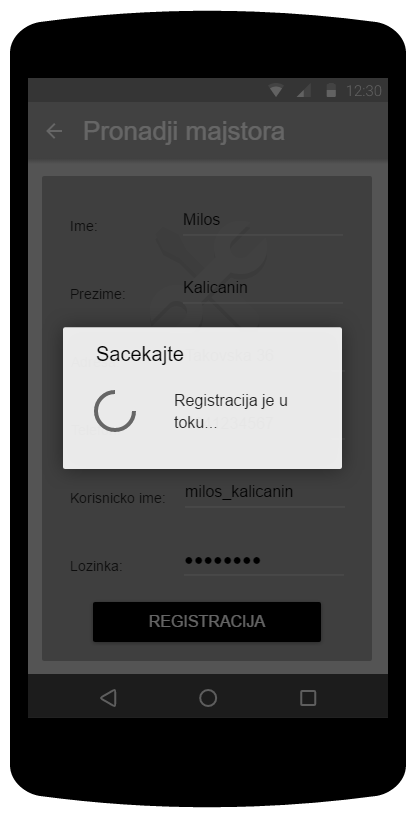 12:30
Pronadji majstora
Ime: Milos
Prezime: Kalicanin
Sacekajte
Registracija je u
toku...
Korisnicko ime: milos_kalicanin
Lozinka: ●●●●●●●●
REGISTRACIJA